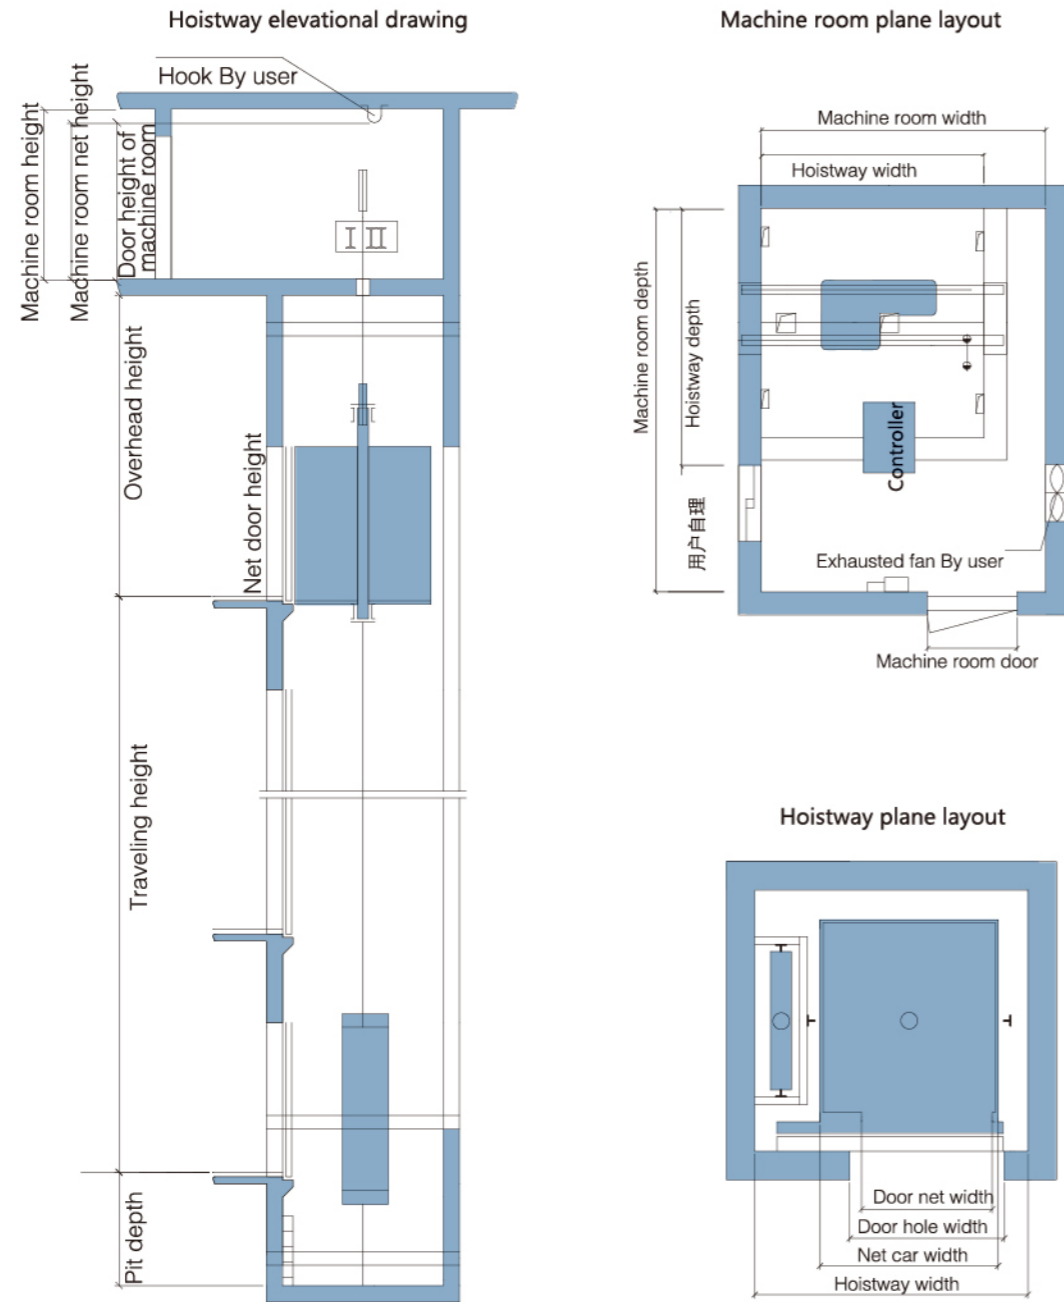 Hoistway elevational drawing
Hook By user
Machine room height
Machine room net height
Door height of
machine room
I II
Overhead height
Net door height
Traveling height
Pit depth
Machine room plane layout
Machine room width
Hoistway width
Machine room depth
Hoistway depth
Controller
用户自理
Exhausted fan By user
Machine room door
Hoistway plane layout
Door net width
Door hole width
Net car width
Hoistway width